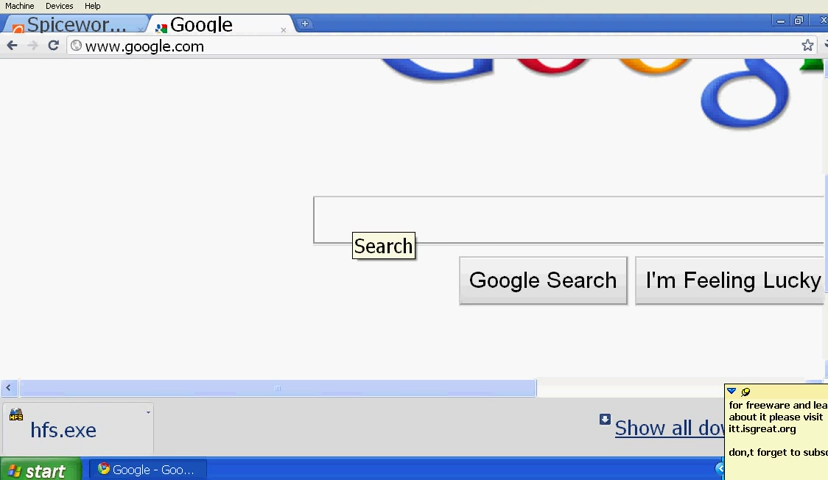 Machine Devices Help
Spicewor...
Google
www.google.com
Search
Google Search
I'm Feeling Lucky
hfs.exe
Show all dow
for freeware and lea
about it please visit
itt.isgreat.org
don,t forget to subsc
start
Google - Goo...